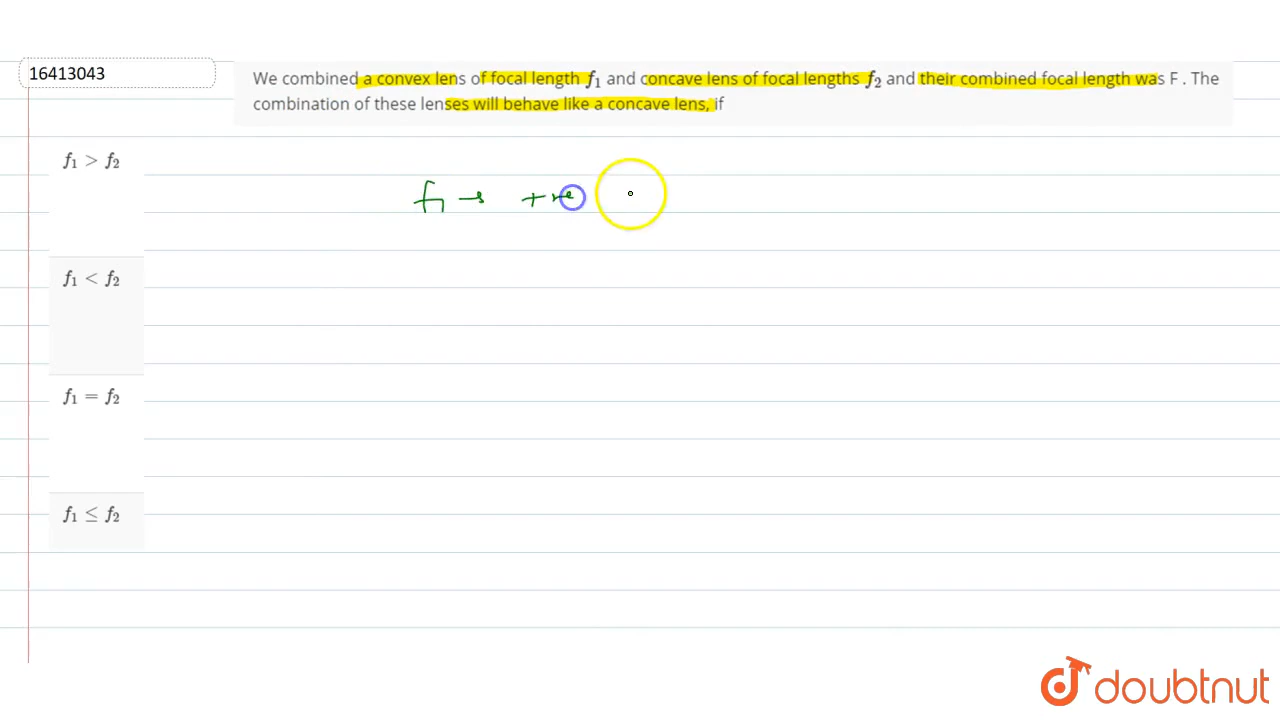 16413043
We combined a convex lens of focal length f₁ and concave lens of focal lengths f₂ and their combined focal length was F . The
combination of these lenses will behave like a concave lens, if
f₁ > f₂
f₁ → +ve
f₁ < f₂
f₁ = f₂
f₁ ≤ f₂
doubtnut